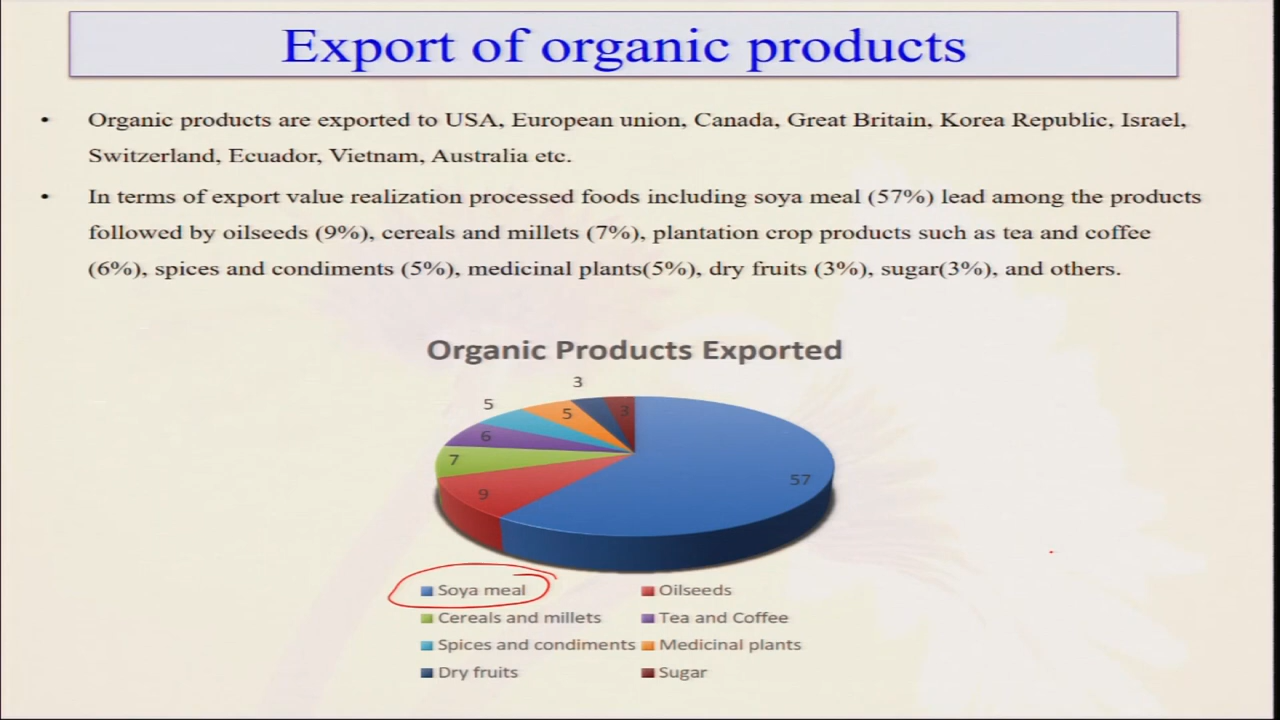 Export of organic products
• Organic products are exported to USA, European union, Canada, Great Britain, Korea Republic, Israel,
Switzerland, Ecuador, Vietnam, Australia etc.
• In terms of export value realization processed foods including soya meal (57%) lead among the products
followed by oilseeds (9%), cereals and millets (7%), plantation crop products such as tea and coffee
(6%), spices and condiments (5%), medicinal plants(5%), dry fruits (3%), sugar(3%), and others.
Organic Products Exported
3
5
5
3
6
7
57
9
Soya meal
Oilseeds
Cereals and millets
Tea and Coffee
Spices and condiments
Medicinal plants
Dry fruits
Sugar